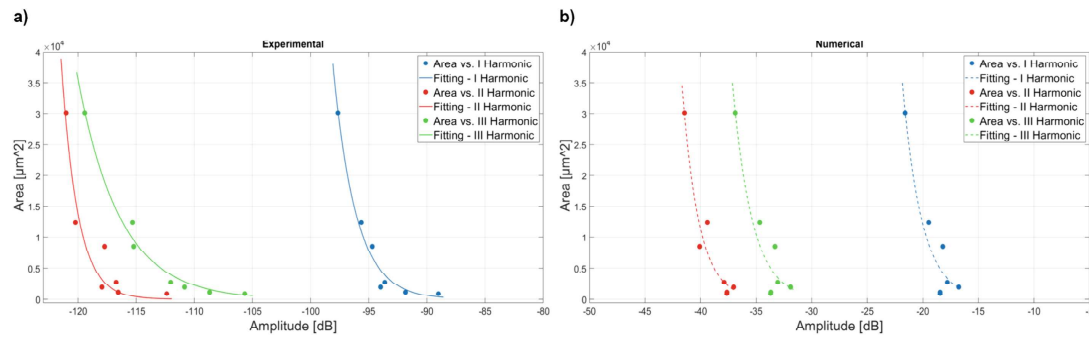 a)
Experimental
×10^4
4
3.5
3
2.5
2
1.5
1
0.5
0
Area [µm^2]
-120
-115
-110
-105
-100
-95
-90
-85
-80
Amplitude [dB]
Area vs. I Harmonic
Fitting - I Harmonic
Area vs. II Harmonic
Fitting - II Harmonic
Area vs. III Harmonic
Fitting - III Harmonic
b)
Numerical
×10^4
4
3.5
3
2.5
2
1.5
1
0.5
0
Area [µm^2]
-50
-45
-40
-35
-30
-25
-20
-15
-10
Amplitude [dB]
Area vs. I Harmonic
Fitting - I Harmonic
Area vs. II Harmonic
Fitting - II Harmonic
Area vs. III Harmonic
Fitting - III Harmonic